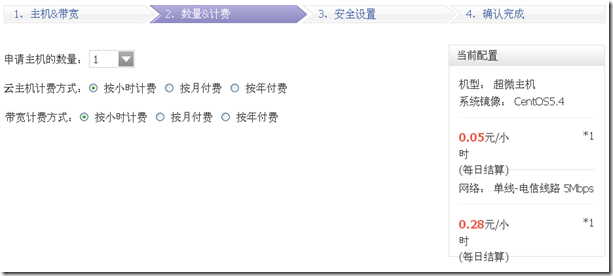 1、主机&带宽 2、数量&计费 3、安全设置 4、确认完成
申请主机的数量： 1
云主机计费方式： 按小时计费 按月付费 按年付费
带宽计费方式： 按小时计费 按月付费 按年付费
当前配置
机型： 超微主机
系统镜像： CentOS5.4
0.05元/小 *1
时
(每日结算)
网络： 单线-电信线路 5Mbps
0.28元/小 *1
时
(每日结算)